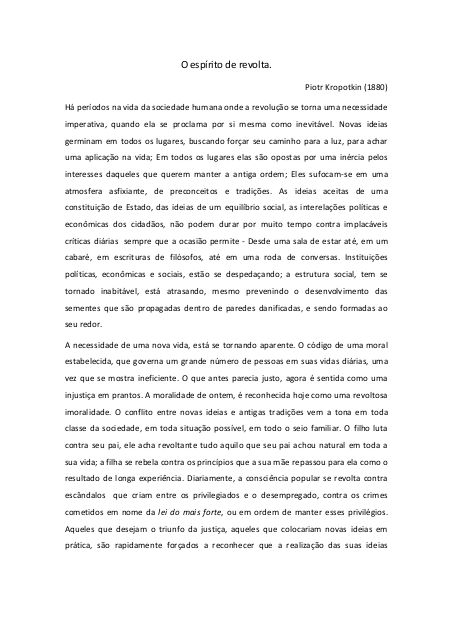 O espírito de revolta.
Piotr Kropotkin (1880)
Há períodos na vida da sociedade humana onde a revolução se torna uma necessidade
imperativa, quando ela se proclama por si mesma como inevitável. Novas ideias
germinam em todos os lugares, buscando forçar seu caminho para a luz, para achar
uma aplicação na vida; Em todos os lugares elas são opostas por uma inércia pelos
interesses daqueles que querem manter a antiga ordem; Eles sufocam-se em uma
atmosfera asfixiante, de preconceitos e tradições. As ideias aceitas de uma
constituição de Estado, das ideias de um equilíbrio social, as interelações políticas e
econômicas dos cidadãos, não podem durar por muito tempo contra implacáveis
críticas diárias sempre que a ocasião permite - Desde uma sala de estar até, em um
cabaré, em escrituras de filósofos, até em uma roda de conversas. Instituições
políticas, econômicas e sociais, estão se despedaçando; a estrutura social, tem se
tornado inabitável, está atrasando, mesmo prevenindo o desenvolvimento das
sementes que são propagadas dentro de paredes danificadas, e sendo formadas ao
seu redor.
A necessidade de uma nova vida, está se tornando aparente. O código de uma moral
estabelecida, que governa um grande número de pessoas em suas vidas diárias, uma
vez que se mostra ineficiente. O que antes parecia justo, agora é sentida como uma
injustiça em prantos. A moralidade de ontem, é reconhecida hoje como uma revoltosa
imoralidade. O conflito entre novas ideias e antigas tradições vem a tona em toda
classe da sociedade, em toda situação possível, em todo o seio familiar. O filho luta
contra seu pai, ele acha revoltante tudo aquilo que seu pai achou natural em toda a
sua vida; a filha se rebela contra os princípios que a sua mãe repassou para ela como o
resultado de longa experiência. Diariamente, a consciência popular se revolta contra
escândalos que criam entre os privilegiados e o desempregado, contra os crimes
cometidos em nome da lei do mais forte, ou em ordem de manter esses privilégios.
Aqueles que desejam o triunfo da justiça, aqueles que colocariam novas ideias em
prática, são rapidamente forçados a reconhecer que a realização das suas ideias